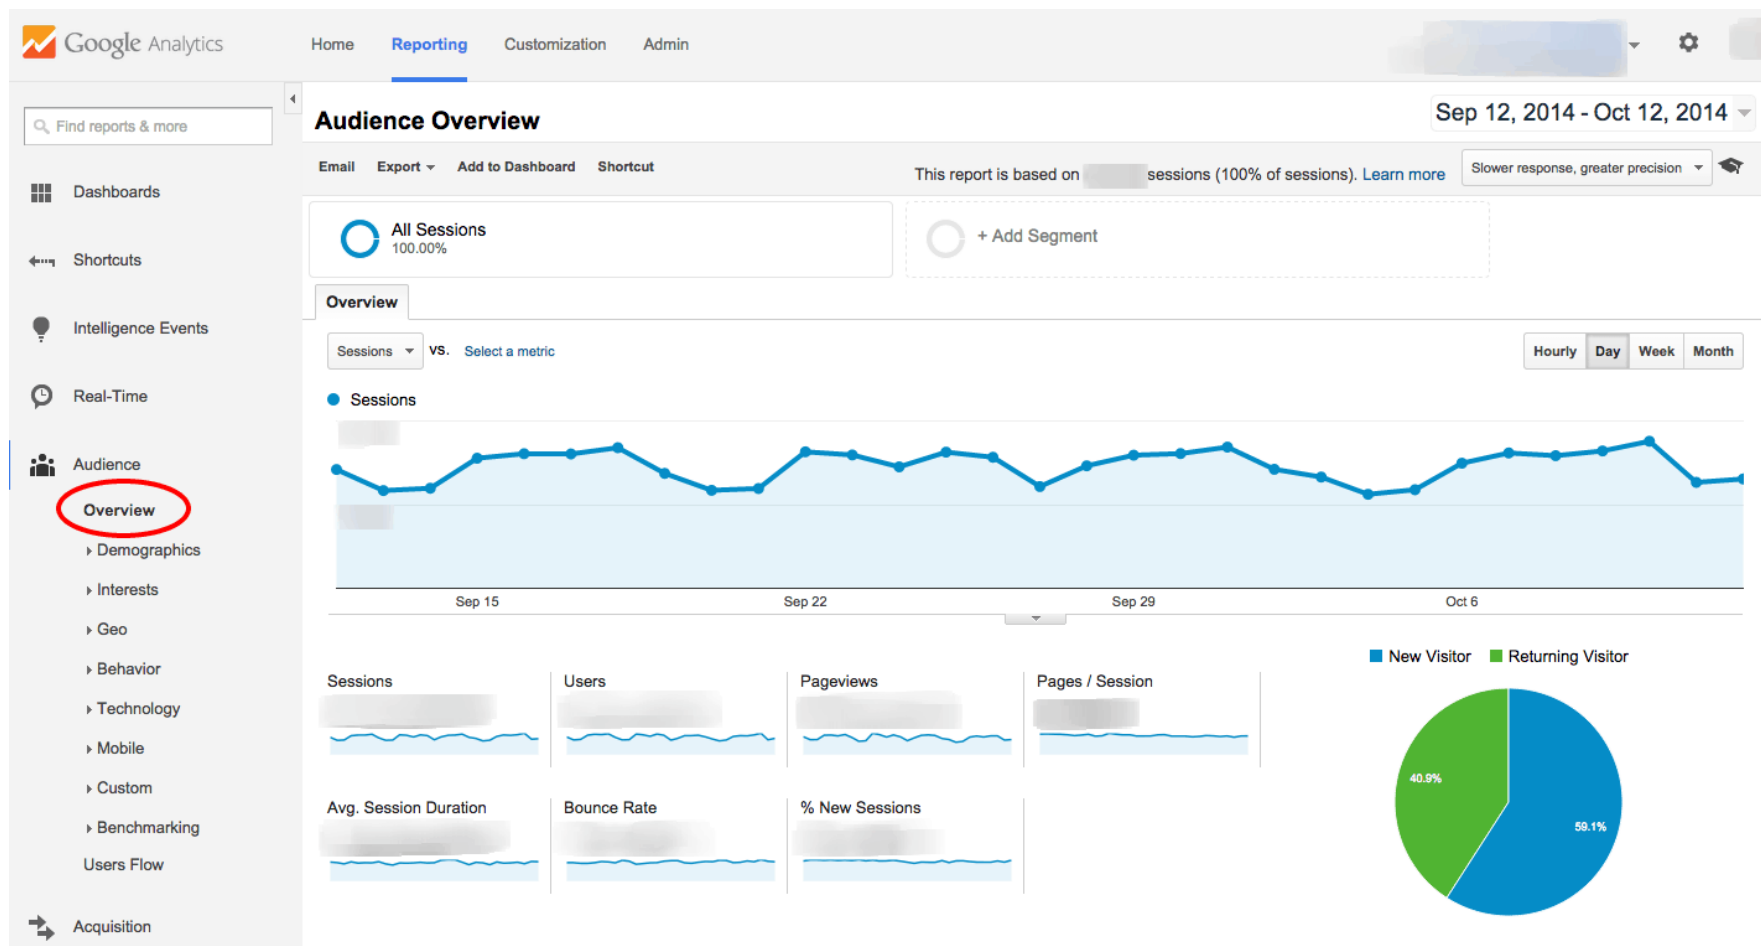 Google Analytics
Home Reporting Customization Admin
Find reports & more
Audience Overview
Sep 12, 2014 - Oct 12, 2014
Email Export Add to Dashboard Shortcut
This report is based on sessions (100% of sessions). Learn more
Slower response, greater precision
Dashboards
Shortcuts
Intelligence Events
Real-Time
Audience
Overview
Demographics
Interests
Geo
Behavior
Technology
Mobile
Custom
Benchmarking
Users Flow
Acquisition
All Sessions
100.00%
+ Add Segment
Overview
Sessions VS. Select a metric
Hourly Day Week Month
Sessions
Sep 15 Sep 22 Sep 29 Oct 6
New Visitor Returning Visitor
Sessions Users Pageviews Pages / Session
Avg. Session Duration Bounce Rate % New Sessions
40.9%
59.1%